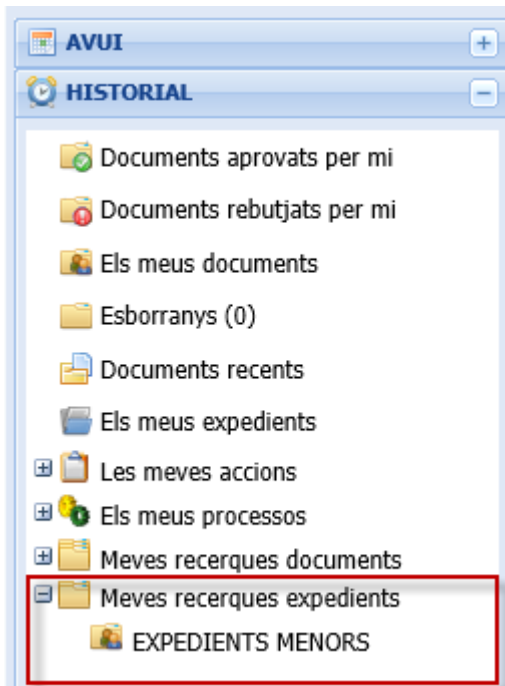 AVUI
HISTORIAL
Documents aprovats per mi
Documents rebutjats per mi
Els meus documents
Esborranys (0)
Documents recents
Els meus expedients
Les meves accions
Els meus processos
Meves recerques documents
Meves recerques expedients
EXPEDIENTS MENORS